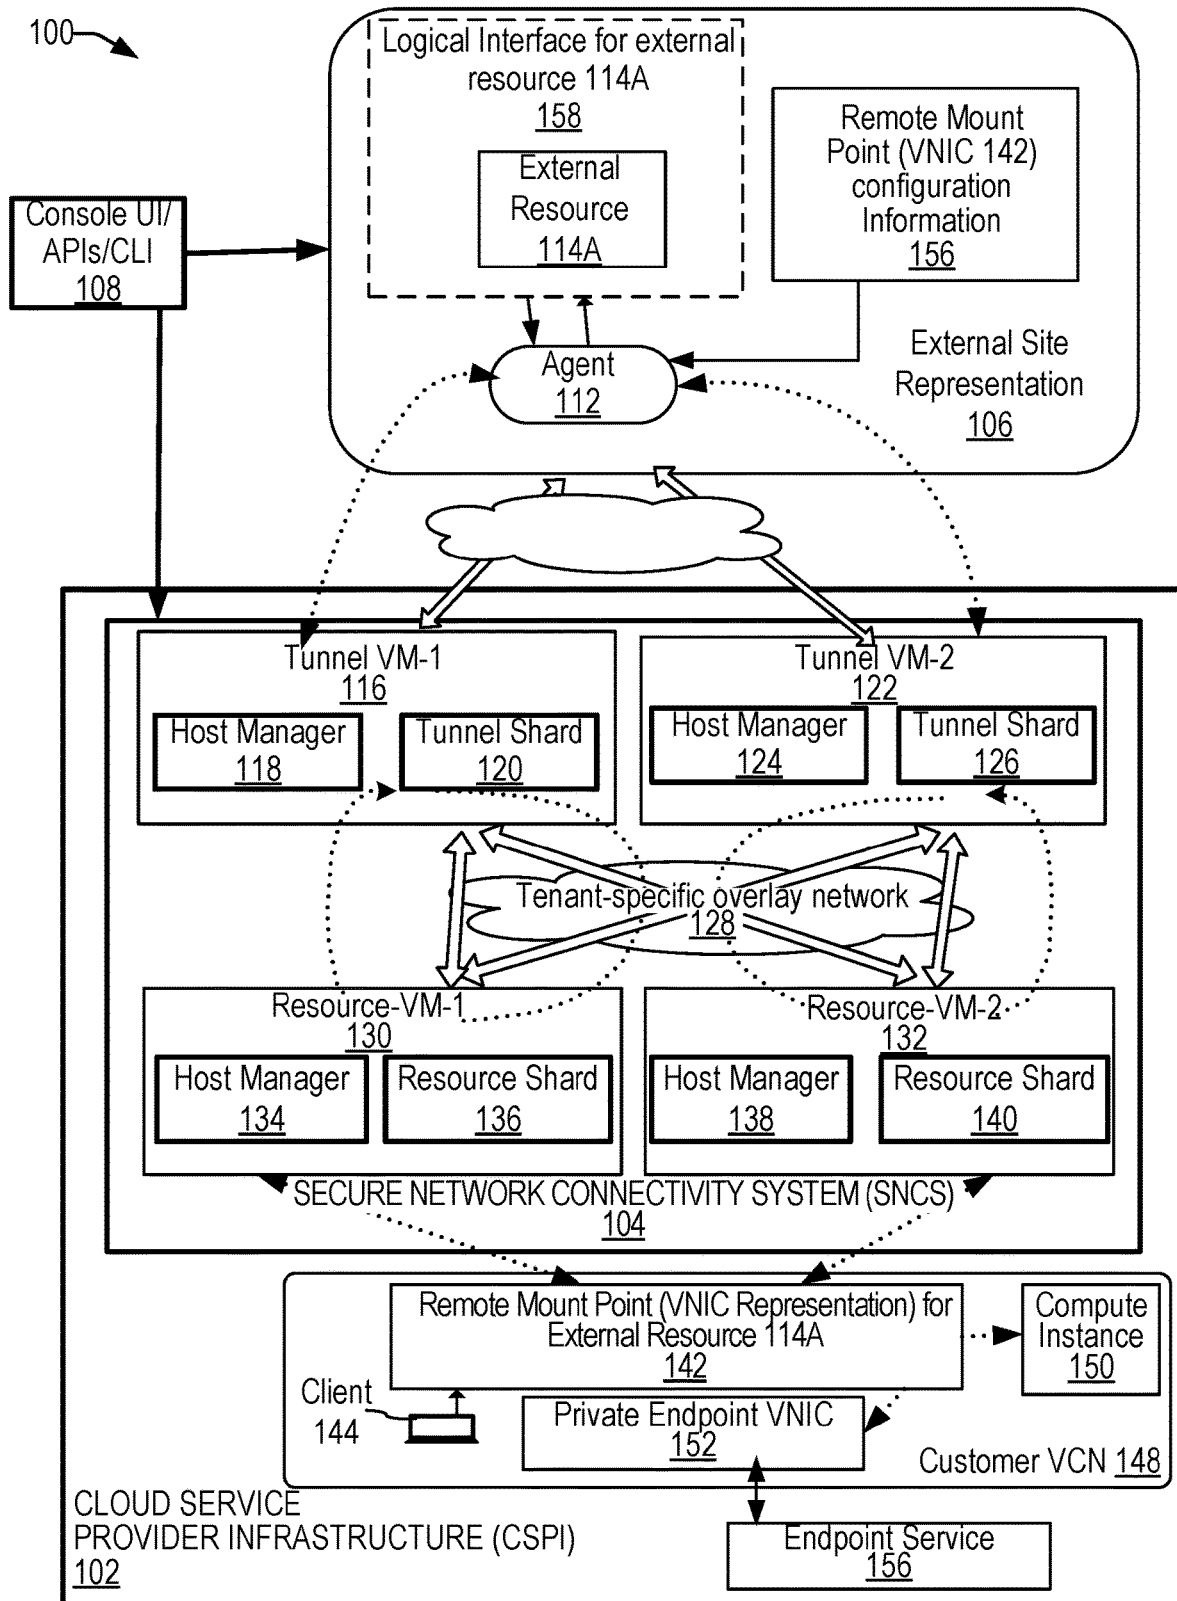 100
Logical Interface for external
resource 114A
158
External
Resource
114A
Remote Mount
Point (VNIC 142)
configuration
Information
156
Console UI/
APIs/CLI
108
Agent
112
External Site
Representation
106
Tunnel VM-1
116
Host Manager
118
Tunnel Shard
120
Tunnel VM-2
122
Host Manager
124
Tunnel Shard
126
Tenant-specific overlay network
128
Resource-VM-1
130
Host Manager
134
Resource Shard
136
Resource-VM-2
132
Host Manager
138
Resource Shard
140
SECURE NETWORK CONNECTIVITY SYSTEM (SNCS)
104
Remote Mount Point (VNIC Representation) for
External Resource 114A
142
Compute
Instance
150
Client
144
Private Endpoint VNIC
152
Customer VCN 148
CLOUD SERVICE
PROVIDER INFRASTRUCTURE (CSPI)
102
Endpoint Service
156